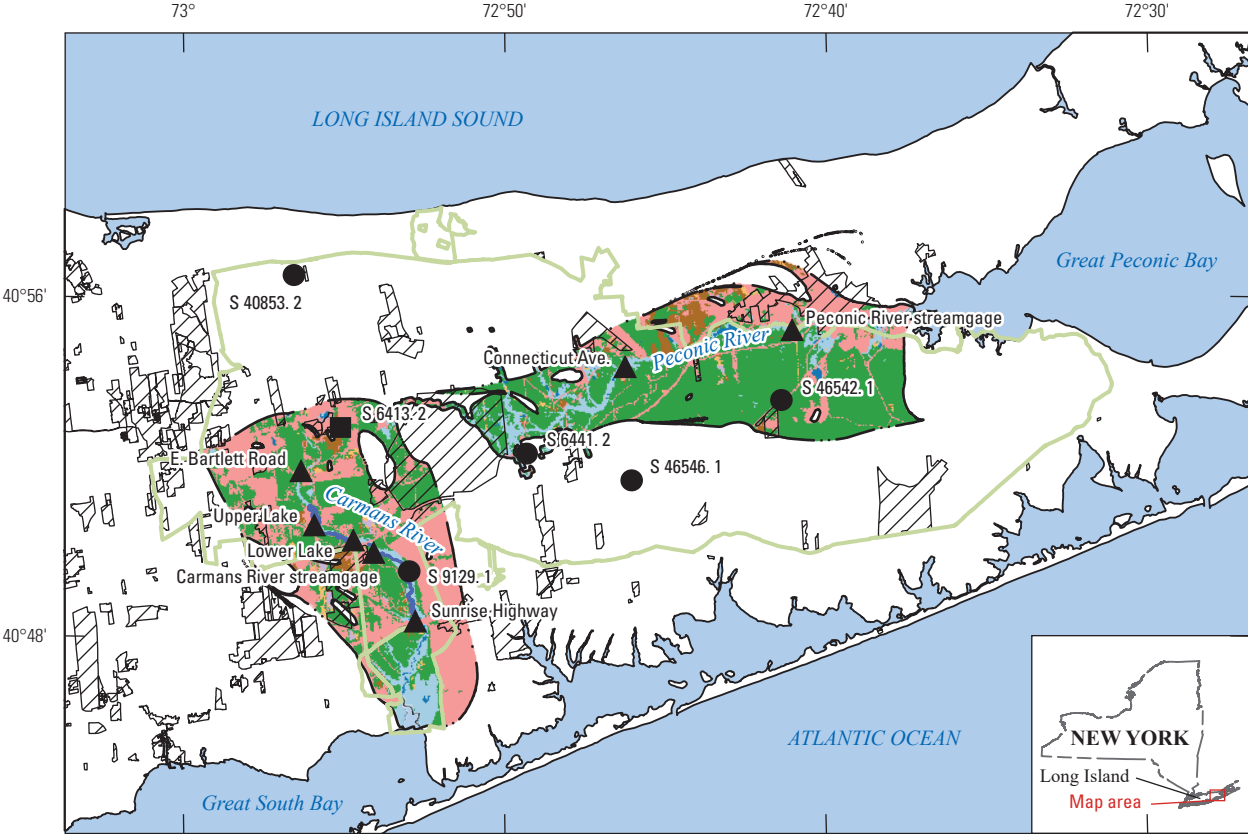 73° 72°50' 72°40' 72°30'
LONG ISLAND SOUND
Great Peconic Bay
40°56'
S 40853. 2
Peconic River streamgage
Peconic River
Connecticut Ave.
S 46542. 1
S 6413. 2
S 6441. 2
E. Bartlett Road
S 46546. 1
Carmans River
Upper Lake
Lower Lake
Carmans River streamgage
S 9129. 1
Sunrise Highway
40°48'
ATLANTIC OCEAN
Great South Bay
NEW YORK
Long Island
Map area